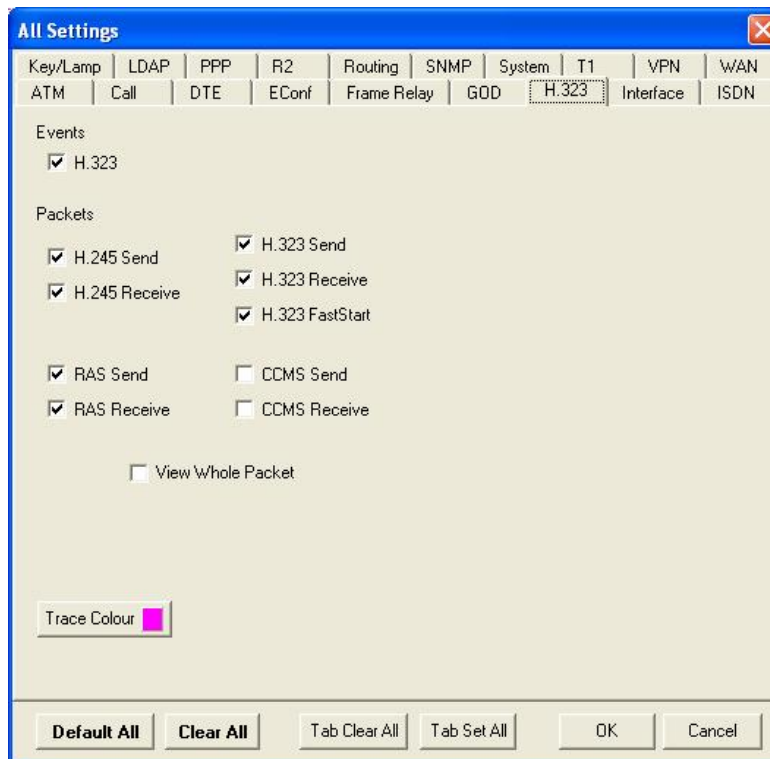 All Settings
Key/Lamp LDAP PPP R2 Routing SNMP System T1 VPN WAN
ATM Call DTE EConf Frame Relay GOD H.323 Interface ISDN
Events
H.323
Packets
H.245 Send H.323 Send
H.245 Receive H.323 Receive
H.323 FastStart
RAS Send CCMS Send
RAS Receive CCMS Receive
View Whole Packet
Trace Colour
Default All Clear All Tab Clear All Tab Set All OK Cancel